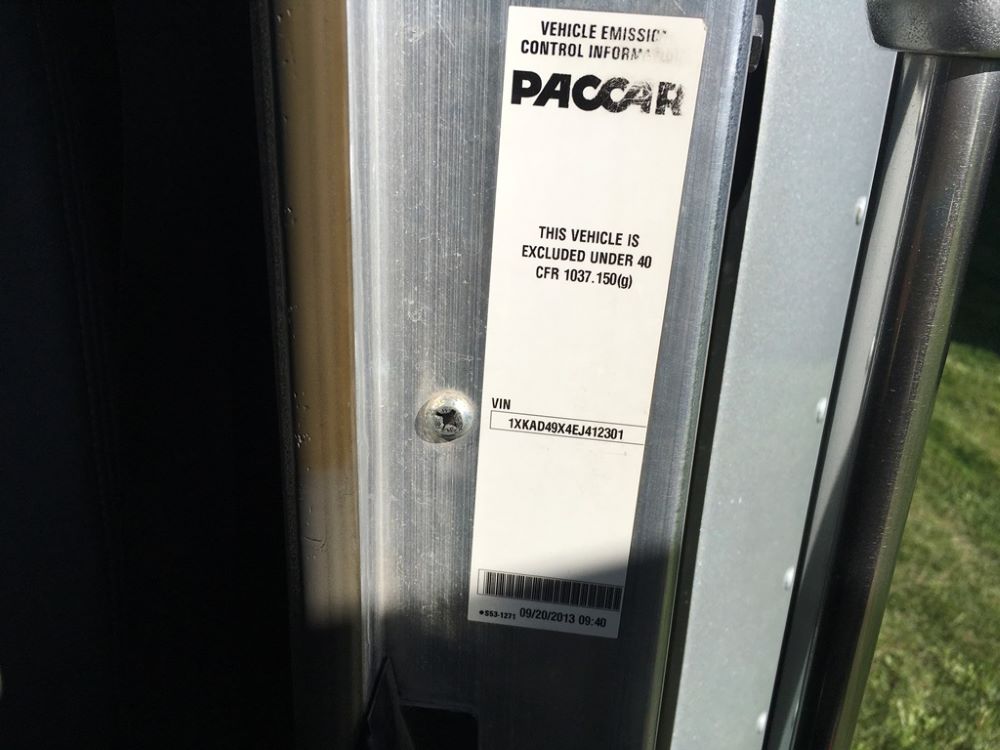 VEHICLE EMISSION
CONTROL INFORMATION
PACCAR
THIS VEHICLE IS
EXCLUDED UNDER 40
CFR 1037.150(g)
VIN
1XKAD49X4EJ412301
*S53-1271 09/20/2013 09:40